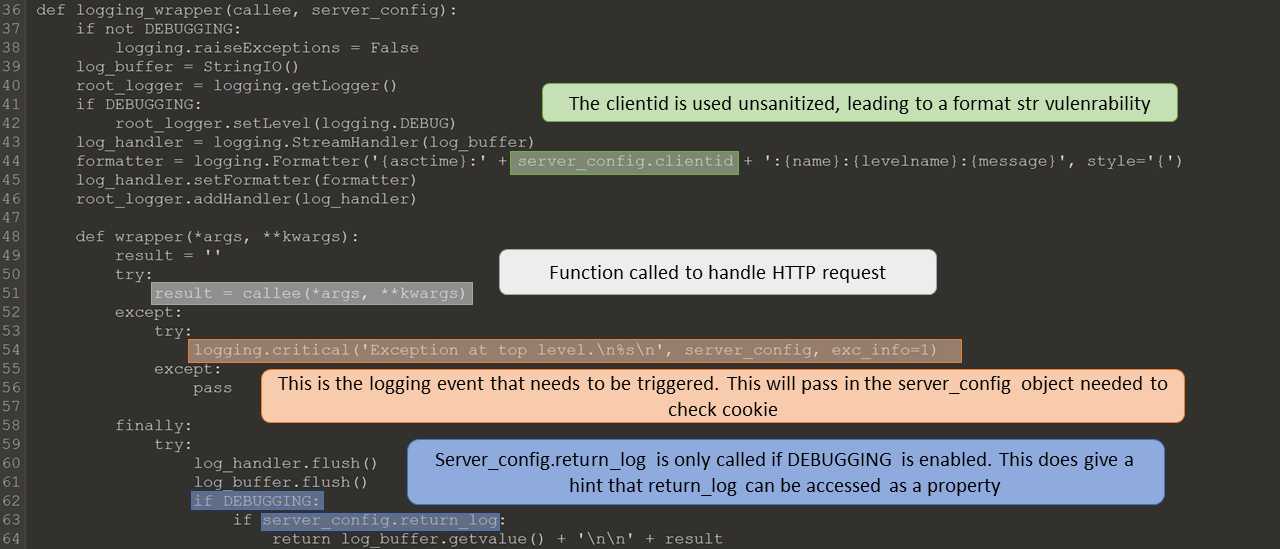 36 def logging_wrapper(callee, server_config):
37     if not DEBUGGING:
38         logging.raiseExceptions = False
39     log_buffer = StringIO()
40     root_logger = logging.getLogger()
41     if DEBUGGING:
The clientid is used unsanitized, leading to a format str vulenrability
42         root_logger.setLevel(logging.DEBUG)
43     log_handler = logging.StreamHandler(log_buffer)
44     formatter = logging.Formatter('{asctime}:' + server_config.clientid + ':{name}:{levelname}:{message}', style='{')
45     log_handler.setFormatter(formatter)
46     root_logger.addHandler(log_handler)
47
48     def wrapper(*args, **kwargs):
49         result = ''
50         try:
Function called to handle HTTP request
51             result = callee(*args, **kwargs)
52         except:
53             try:
54                 logging.critical('Exception at top level.\n%s\n', server_config, exc_info=1)
55             except:
56                 pass
This is the logging event that needs to be triggered. This will pass in the server_config object needed to
check cookie
57
58         finally:
59             try:
60                 log_handler.flush()
61                 log_buffer.flush()
Server_config.return_log is only called if DEBUGGING is enabled. This does give a
hint that return_log can be accessed as a property
62                 if DEBUGGING:
63                     if server_config.return_log:
64                         return log_buffer.getvalue() + '\n\n' + result